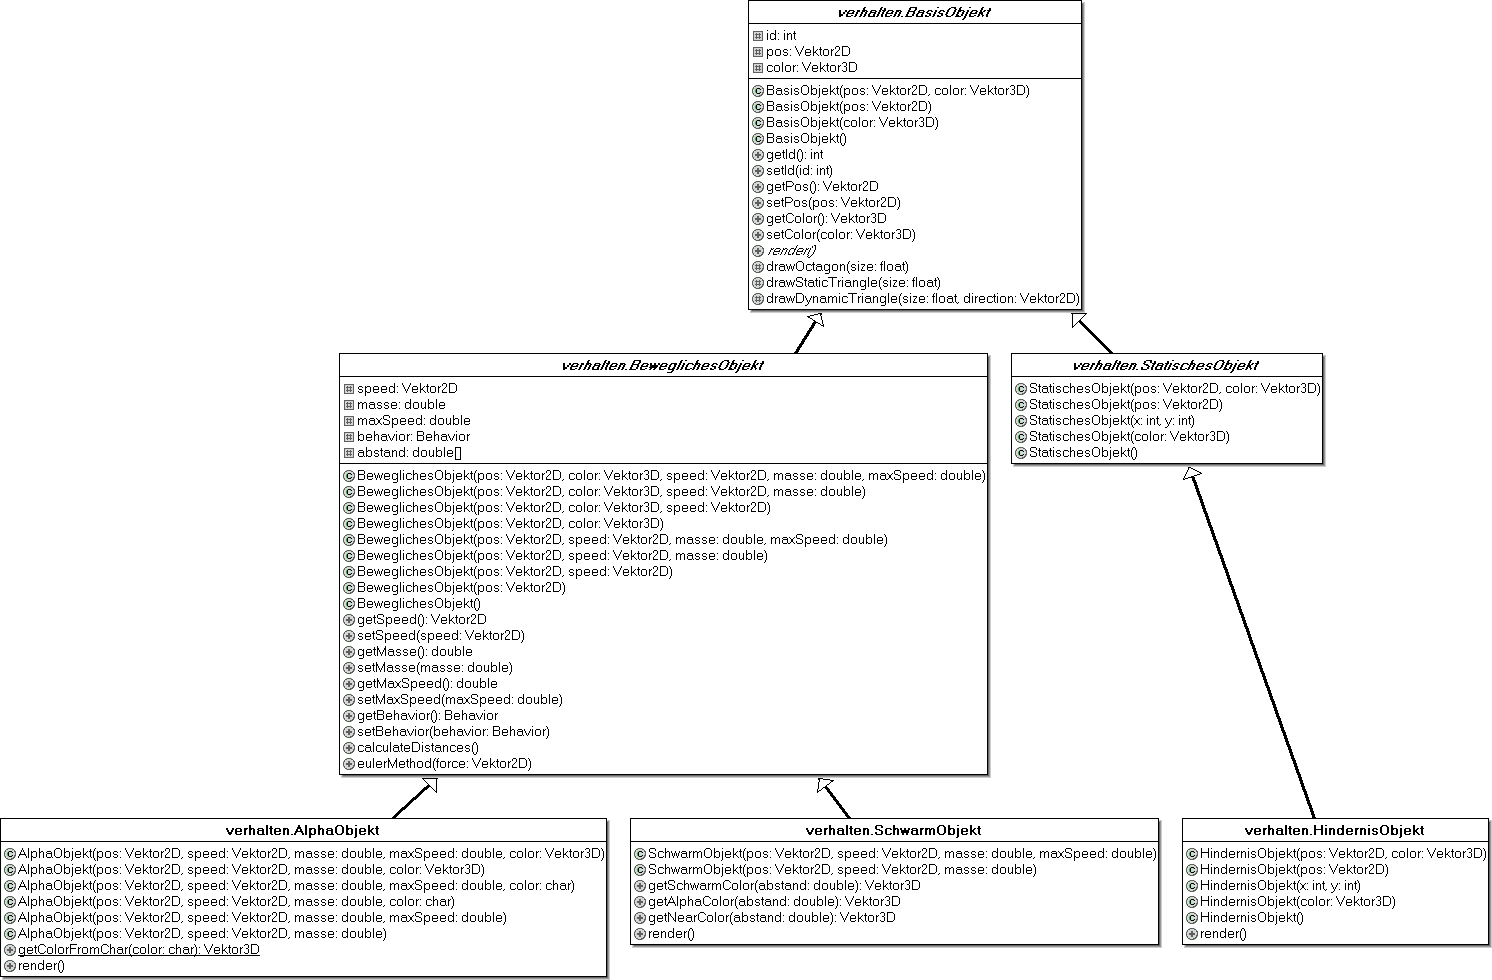 verhalten.BasisObjekt
id: int
pos: Vektor2D
color: Vektor3D
BasisObjekt(pos: Vektor2D, color: Vektor3D)
BasisObjekt(pos: Vektor2D)
BasisObjekt(color: Vektor3D)
BasisObjekt()
getId(): int
setId(id: int)
getPos(): Vektor2D
setPos(pos: Vektor2D)
getColor(): Vektor3D
setColor(color: Vektor3D)
render()
drawOctagon(size: float)
drawStaticTriangle(size: float)
drawDynamicTriangle(size: float, direction: Vektor2D)
verhalten.BeweglichesObjekt
speed: Vektor2D
masse: double
maxSpeed: double
behavior: Behavior
abstand: double[]
BeweglichesObjekt(pos: Vektor2D, color: Vektor3D, speed: Vektor2D, masse: double, maxSpeed: double)
BeweglichesObjekt(pos: Vektor2D, color: Vektor3D, speed: Vektor2D, masse: double)
BeweglichesObjekt(pos: Vektor2D, color: Vektor3D, speed: Vektor2D)
BeweglichesObjekt(pos: Vektor2D, color: Vektor3D)
BeweglichesObjekt(pos: Vektor2D, speed: Vektor2D, masse: double, maxSpeed: double)
BeweglichesObjekt(pos: Vektor2D, speed: Vektor2D, masse: double)
BeweglichesObjekt(pos: Vektor2D, speed: Vektor2D)
BeweglichesObjekt(pos: Vektor2D)
BeweglichesObjekt()
getSpeed(): Vektor2D
setSpeed(speed: Vektor2D)
getMasse(): double
setMasse(masse: double)
getMaxSpeed(): double
setMaxSpeed(maxSpeed: double)
getBehavior(): Behavior
setBehavior(behavior: Behavior)
calculateDistances()
eulerMethod(force: Vektor2D)
verhalten.StatischesObjekt
StatischesObjekt(pos: Vektor2D, color: Vektor3D)
StatischesObjekt(pos: Vektor2D)
StatischesObjekt(x: int, y: int)
StatischesObjekt(color: Vektor3D)
StatischesObjekt()
verhalten.AlphaObjekt
AlphaObjekt(pos: Vektor2D, speed: Vektor2D, masse: double, maxSpeed: double, color: Vektor3D)
AlphaObjekt(pos: Vektor2D, speed: Vektor2D, masse: double, color: Vektor3D)
AlphaObjekt(pos: Vektor2D, speed: Vektor2D, masse: double, maxSpeed: double, color: char)
AlphaObjekt(pos: Vektor2D, speed: Vektor2D, masse: double, color: char)
AlphaObjekt(pos: Vektor2D, speed: Vektor2D, masse: double, maxSpeed: double)
AlphaObjekt(pos: Vektor2D, speed: Vektor2D, masse: double)
getColorFromChar(color: char): Vektor3D
render()
verhalten.SchwarmObjekt
SchwarmObjekt(pos: Vektor2D, speed: Vektor2D, masse: double, maxSpeed: double)
SchwarmObjekt(pos: Vektor2D, speed: Vektor2D, masse: double)
getSchwarmColor(abstand: double): Vektor3D
getAlphaColor(abstand: double): Vektor3D
getNearColor(abstand: double): Vektor3D
render()
verhalten.HindernisObjekt
HindernisObjekt(pos: Vektor2D, color: Vektor3D)
HindernisObjekt(pos: Vektor2D)
HindernisObjekt(x: int, y: int)
HindernisObjekt(color: Vektor3D)
HindernisObjekt()
render()